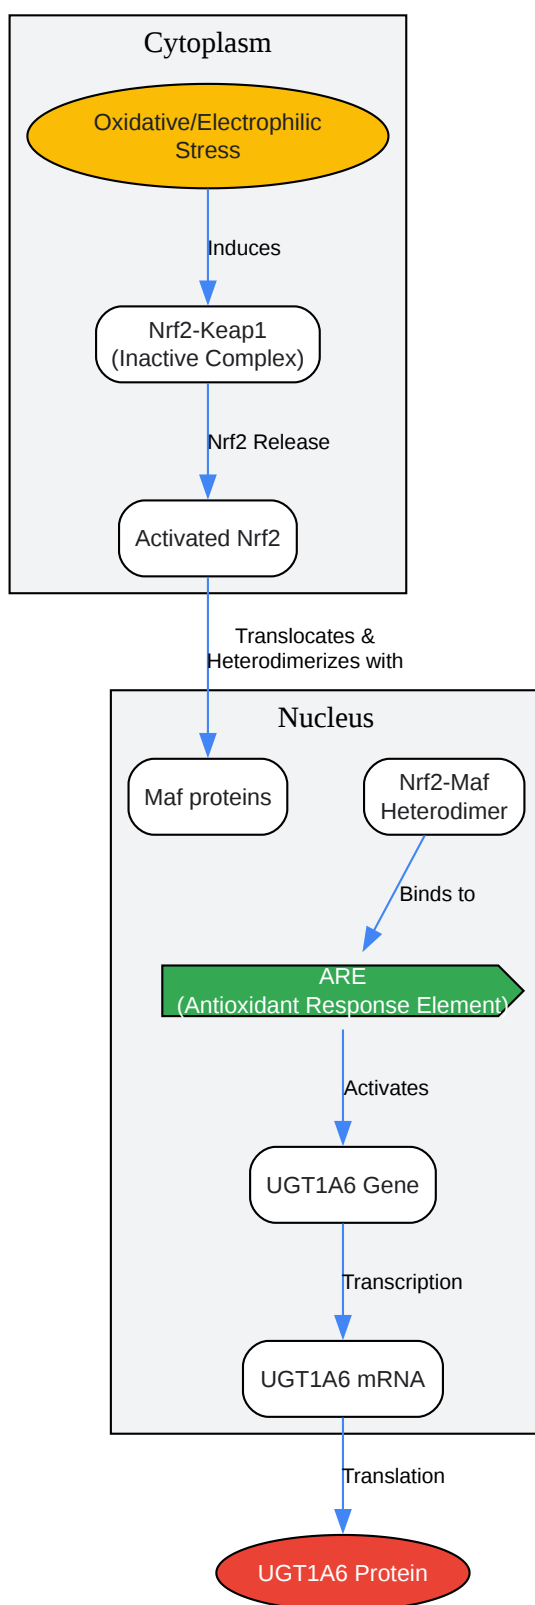 Cytoplasm
Oxidative/Electrophilic
Stress
Induces
Nrf2-Keap1
(Inactive Complex)
Nrf2 Release
Activated Nrf2
Translocates &
Heterodimerizes with
Nucleus
Maf proteins
Nrf2-Maf
Heterodimer
Binds to
ARE
(Antioxidant Response Element)
Activates
UGT1A6 Gene
Transcription
UGT1A6 mRNA
Translation
UGT1A6 Protein